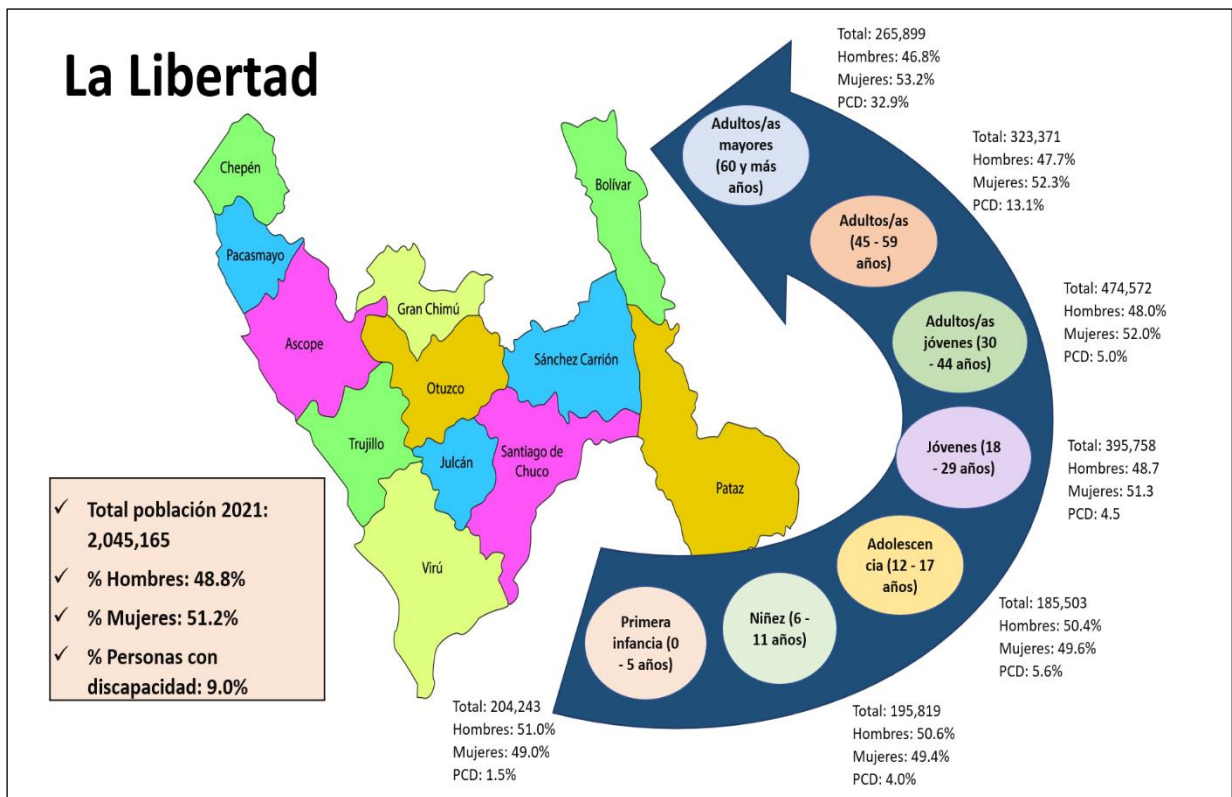 La Libertad
Chepén
Pacasmayo
Ascope
Gran Chimú
Otuzco
Trujillo
Julcán
Virú
Santiago de
Chuco
Sánchez Carrión
Bolívar
Pataz
✓ Total población 2021:
2,045,165
✓ % Hombres: 48.8%
✓ % Mujeres: 51.2%
✓ % Personas con
discapacidad: 9.0%
Primera
infancia (0
- 5 años)
Total: 204,243
Hombres: 51.0%
Mujeres: 49.0%
PCD: 1.5%
Niñez (6 -
11 años)
Total: 195,819
Hombres: 50.6%
Mujeres: 49.4%
PCD: 4.0%
Adolescen
cia (12 - 17
años)
Total: 185,503
Hombres: 50.4%
Mujeres: 49.6%
PCD: 5.6%
Jóvenes (18
- 29 años)
Total: 395,758
Hombres: 48.7
Mujeres: 51.3
PCD: 4.5
Adultos/as
jóvenes (30
- 44 años)
Total: 474,572
Hombres: 48.0%
Mujeres: 52.0%
PCD: 5.0%
Adultos/as
(45 - 59
años)
Total: 323,371
Hombres: 47.7%
Mujeres: 52.3%
PCD: 13.1%
Adultos/as
mayores
(60 y más
años)
Total: 265,899
Hombres: 46.8%
Mujeres: 53.2%
PCD: 32.9%